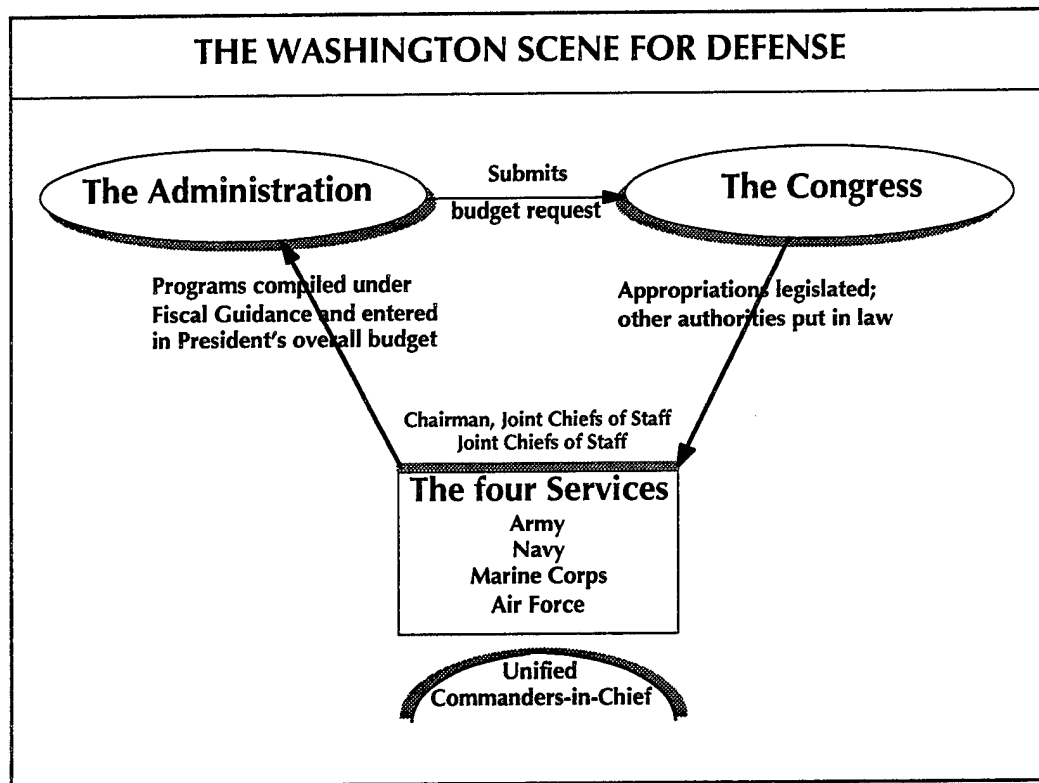 THE WASHINGTON SCENE FOR DEFENSE
The Administration
Submits
budget request
The Congress
Programs compiled under
Fiscal Guidance and entered
in President's overall budget
Appropriations legislated;
other authorities put in law
Chairman, Joint Chiefs of Staff
Joint Chiefs of Staff
The four Services
Army
Navy
Marine Corps
Air Force
Unified
Commanders-in-Chief